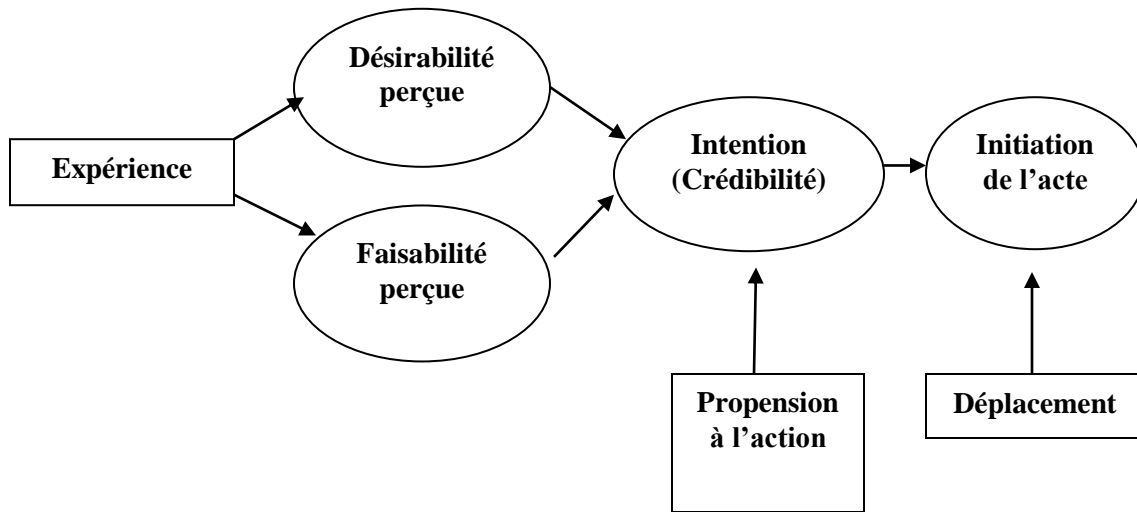 Désirabilité
perçue
Expérience
Faisabilité
perçue
Intention
(Crédibilité)
Initiation
de l’acte
Propension
à l’action
Déplacement